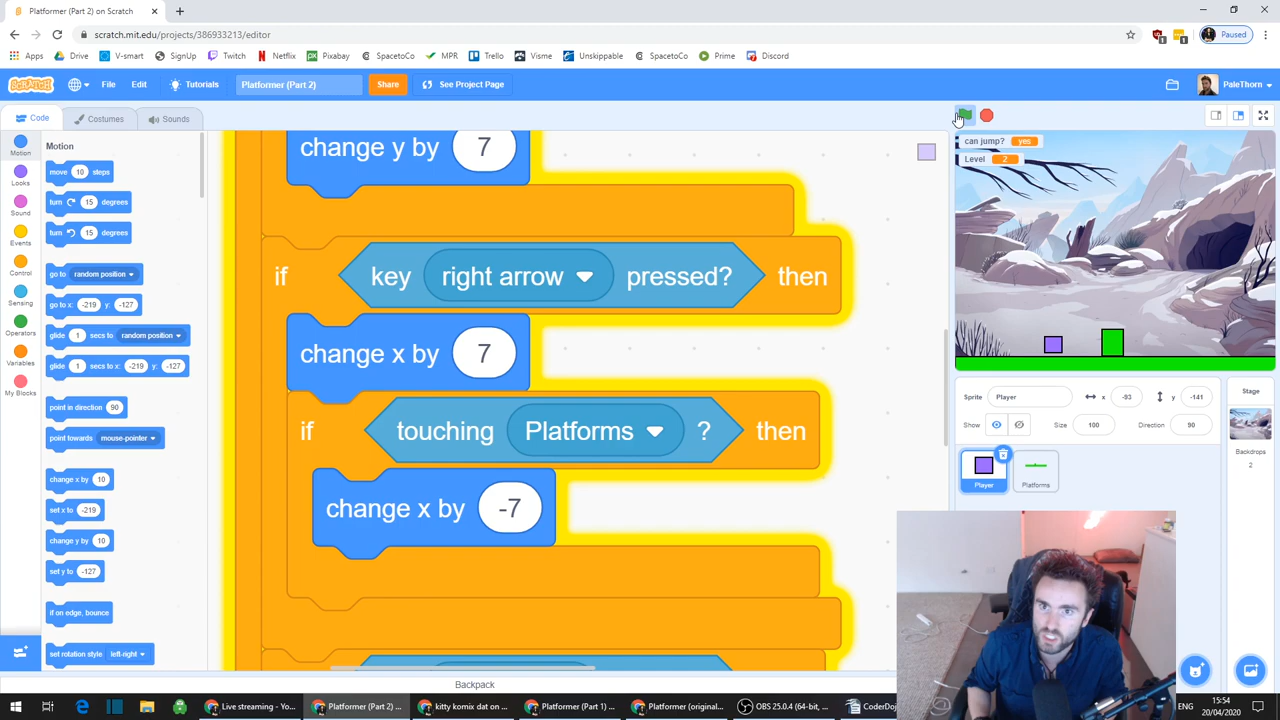 Platformer (Part 2) on Scratch
scratch.mit.edu/projects/386933213/editor
Paused
Apps Drive V-smart SignUp Twitch Netflix Pixabay SpacetoCo MPR Trello Visme Unskippable SpacetoCo Prime Discord
SCRATCH File Edit Tutorials Platformer (Part 2) Share See Project Page PaleThorn
Code Costumes Sounds
Motion
Looks
Sound
Events
Control
Sensing
Operators
Variables
My Blocks
Motion
move 10 steps
turn 15 degrees
turn 15 degrees
go to random position
go to x: -219 y: -127
glide 1 secs to random position
glide 1 secs to x: -219 y: -127
point in direction 90
point towards mouse-pointer
change x by 10
set x to -219
change y by 10
set y to -127
if on edge, bounce
set rotation style left-right
change y by 7
if key right arrow pressed? then
change x by 7
if touching Platforms ? then
change x by -7
can jump? yes
Level 2
Sprite Player x -93 y -141
Show Size 100 Direction 90
Player
Platforms
Stage
Backdrops
2
Backpack
Live streaming - Yo...
Platformer (Part 2) ...
kitty komix dat on ...
Platformer (Part 1) ...
Platformer (original...
OBS 25.0.4 (64-bit, ...
CoderDoj
ENG
15:54
20/04/2020